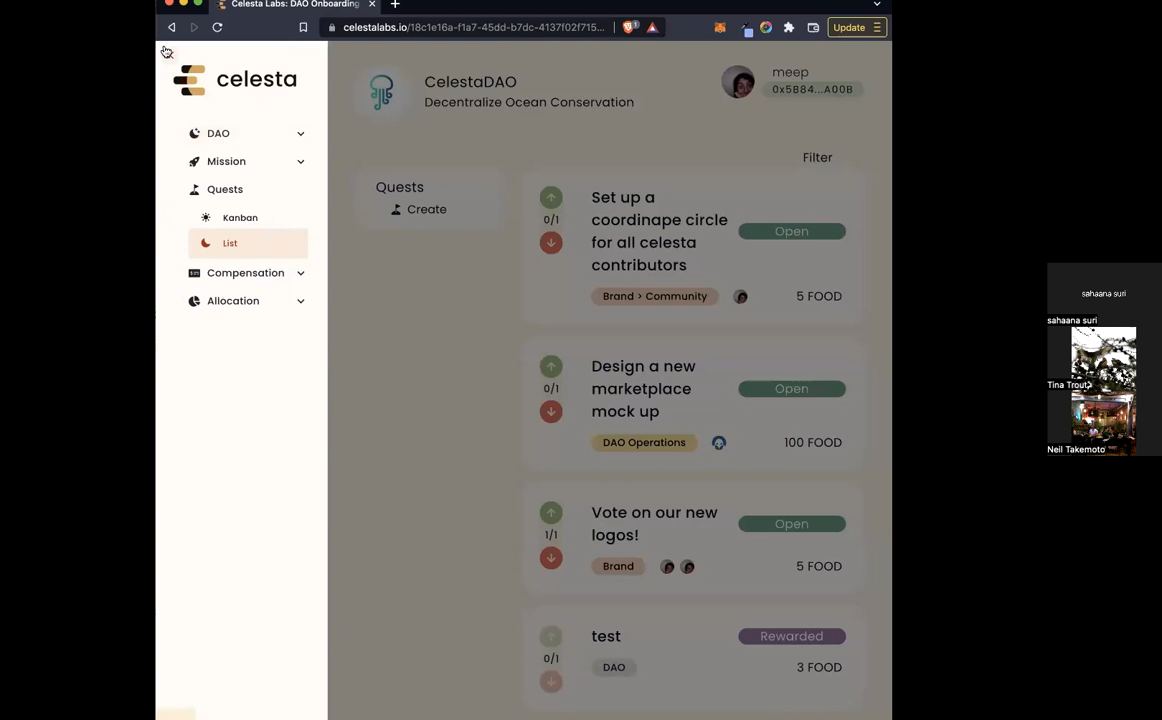 Celesta Labs: DAO Onboarding
celestalabs.io/18c1e16a-f1a7-45dd-b7dc-4137f02f715...
1
Update
celesta
DAO
Mission
Quests
Kanban
List
Compensation
Allocation
CelestaDAO
Decentralize Ocean Conservation
meep
0x5B84...A00B
Filter
Quests
Create
0/1
Set up a
coordinape circle
for all celesta
contributors
Open
Brand > Community
5 FOOD
0/1
Design a new
marketplace
mock up
Open
DAO Operations
100 FOOD
1/1
Vote on our new
logos!
Open
Brand
5 FOOD
0/1
test
Rewarded
DAO
3 FOOD
sahaana suri
sahaana suri
Tina Trouta
Neil Takemoto